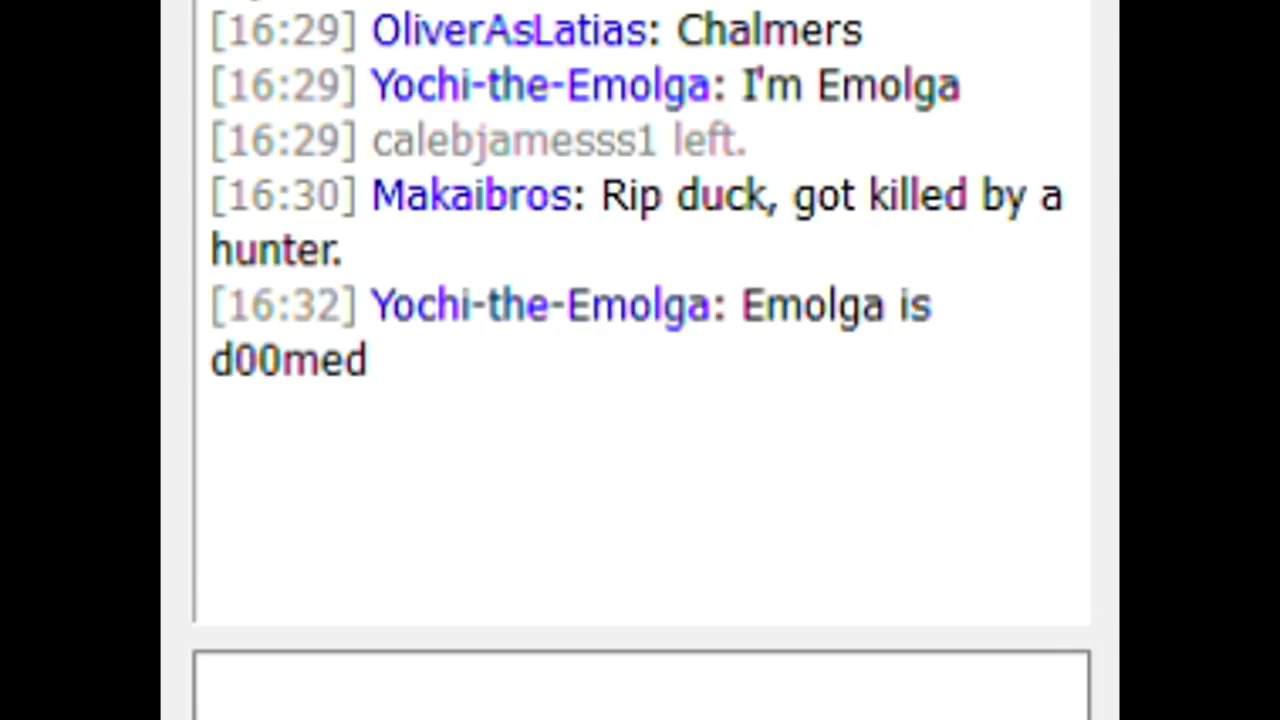 [16:29] OliverAsLatias: Chalmers
[16:29] Yochi-the-Emolga: I'm Emolga
[16:29] calebjamesss1 left.
[16:30] Makaibros: Rip duck, got killed by a
hunter.
[16:32] Yochi-the-Emolga: Emolga is
d00med